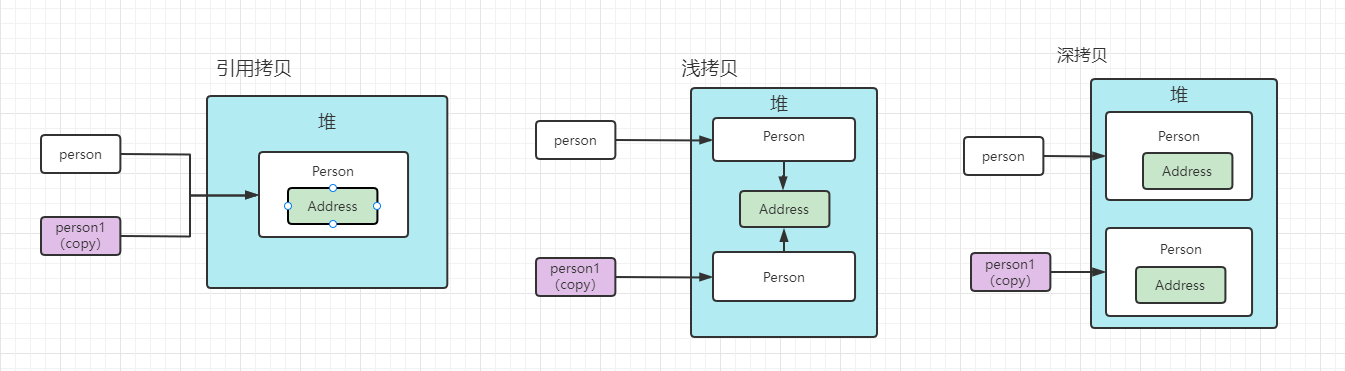 引用拷贝
堆
person
Person
Address
person1
（copy）
浅拷贝
堆
person
Person
Address
person1
（copy）
Person
深拷贝
堆
person
Person
Address
person1
（copy）
Person
Address